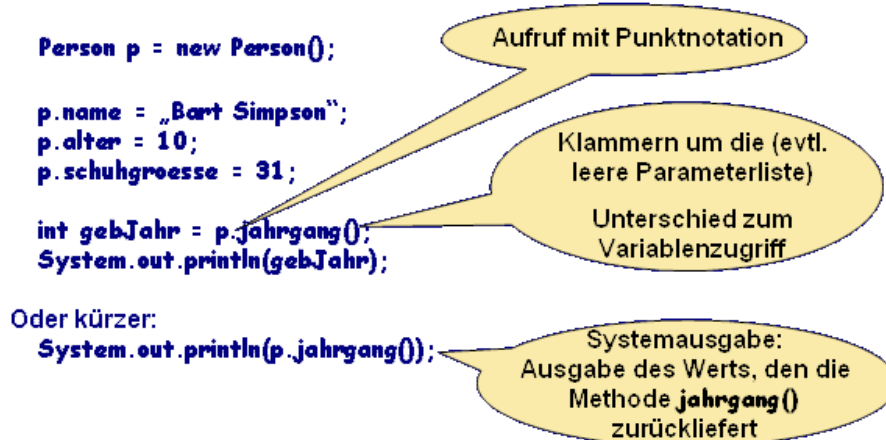 Person p = new Person();
Aufruf mit Punktnotation
p.name = „Bart Simpson“;
p.alter = 10;
p.schuhgroesse = 31;
Klammern um die (evtl.
leere Parameterliste)
Unterschied zum
Variablenzugriff
int gebJahr = p.jahrgang();
System.out.println(gebJahr);
Oder kürzer:
System.out.println(p.jahrgang());
Systemausgabe:
Ausgabe des Werts, den die
Methode jahrgang()
zurückliefert